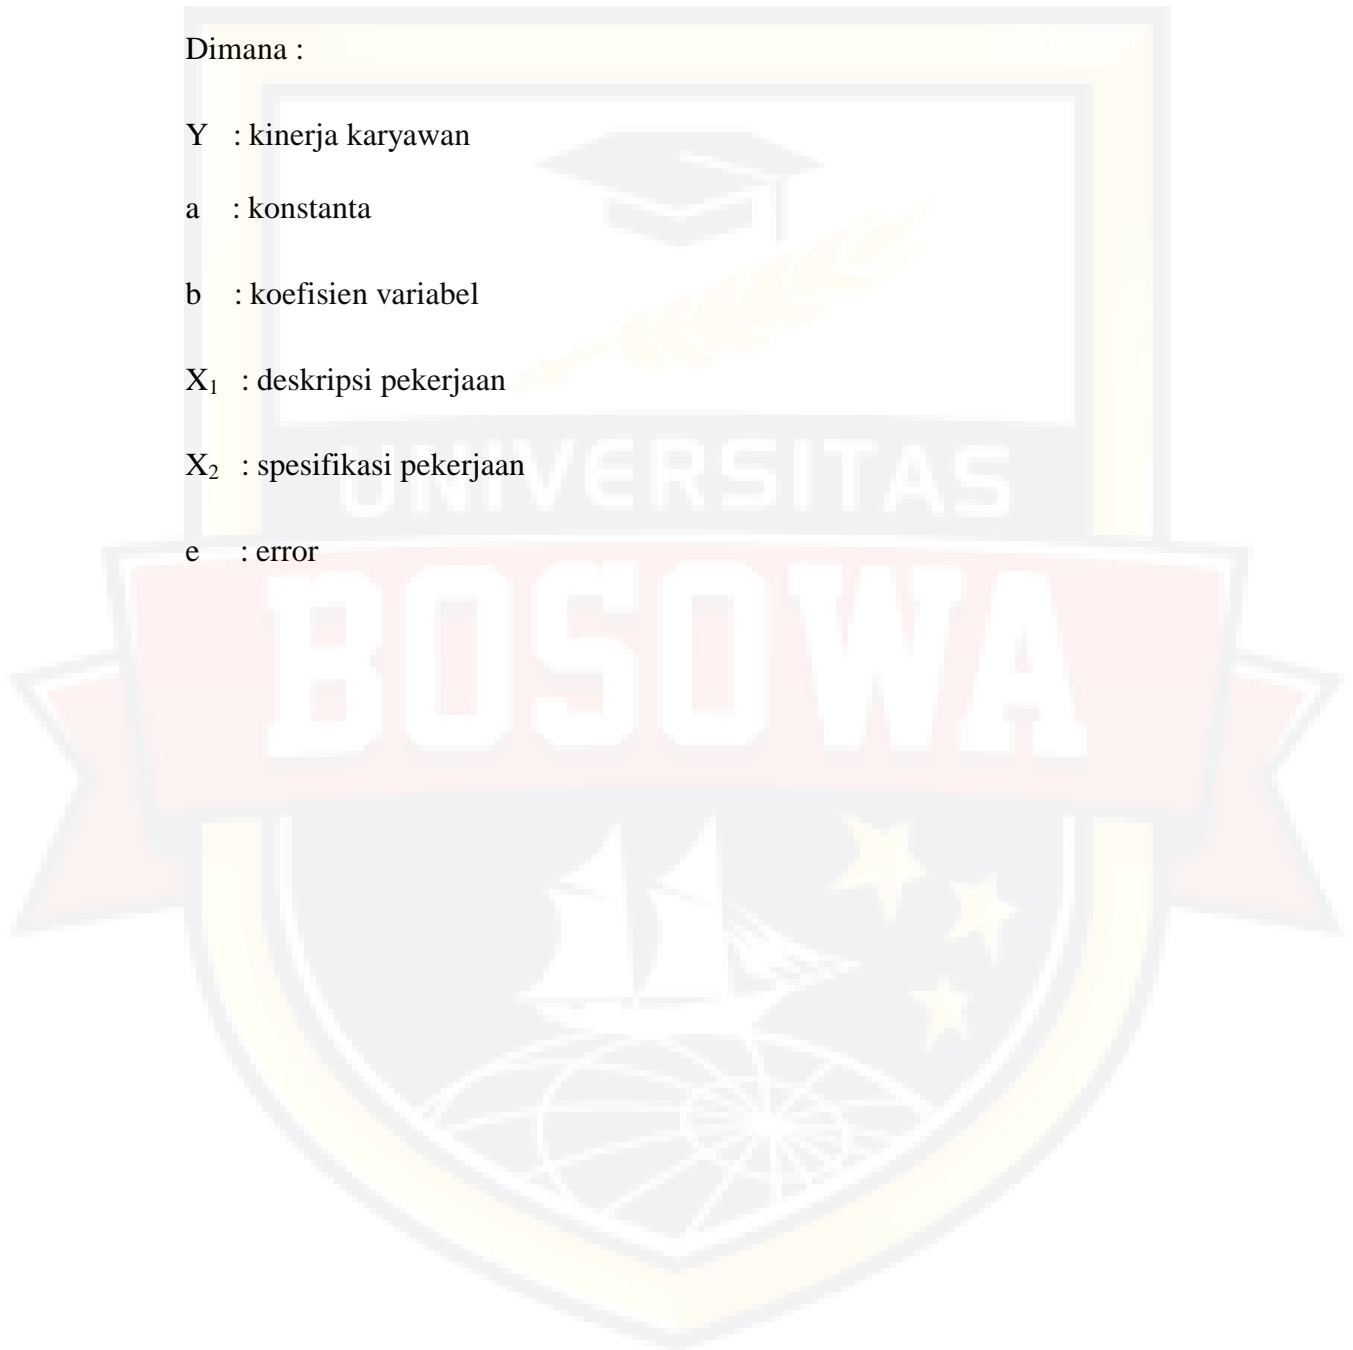 Dimana :
Y : kinerja karyawan
a : konstanta
b : koefisien variabel
X₁ : deskripsi pekerjaan
X₂ : spesifikasi pekerjaan
UNIVERSITAS
e : error
BOSOWA